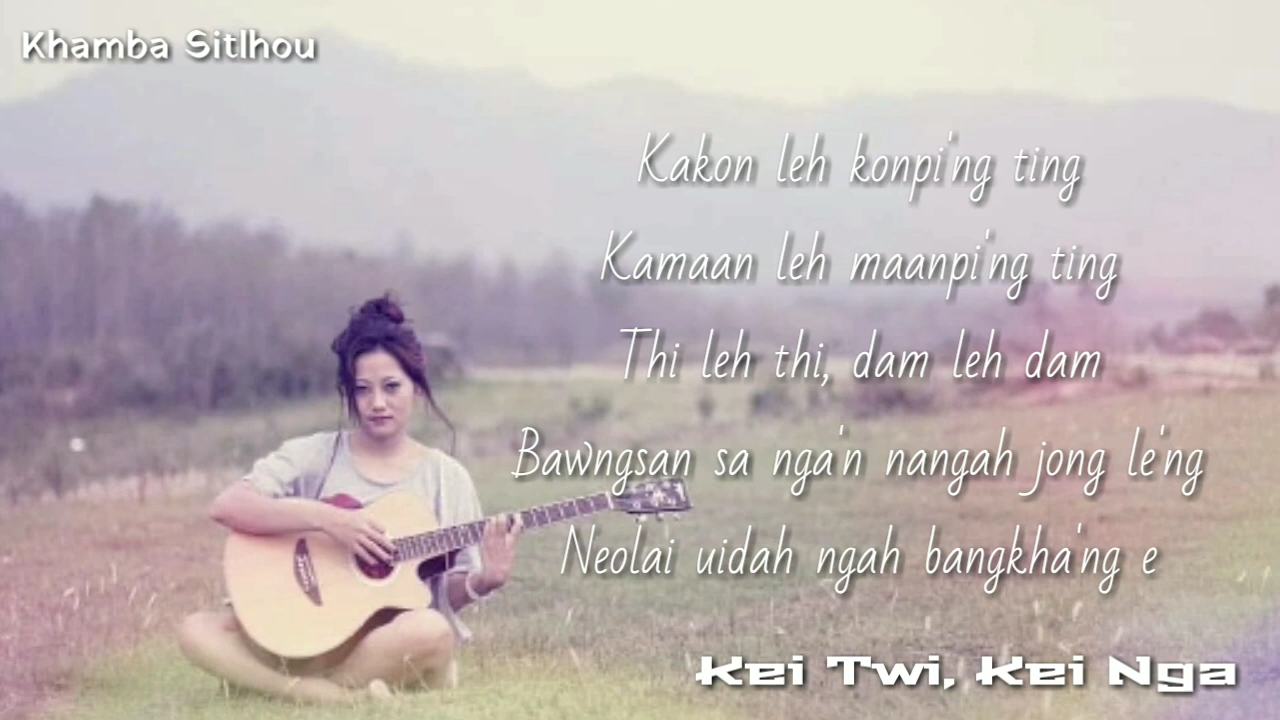 Khamba Sitlhou
Kakon leh konpi'ng ting
Kamaan leh maanpi'ng ting
Thi leh thi, dam leh dam
Bawngsan sa nga'n nangah jong le'ng
Neolai uidah ngah bangkha'ng e
Kei Twi, Kei Nga